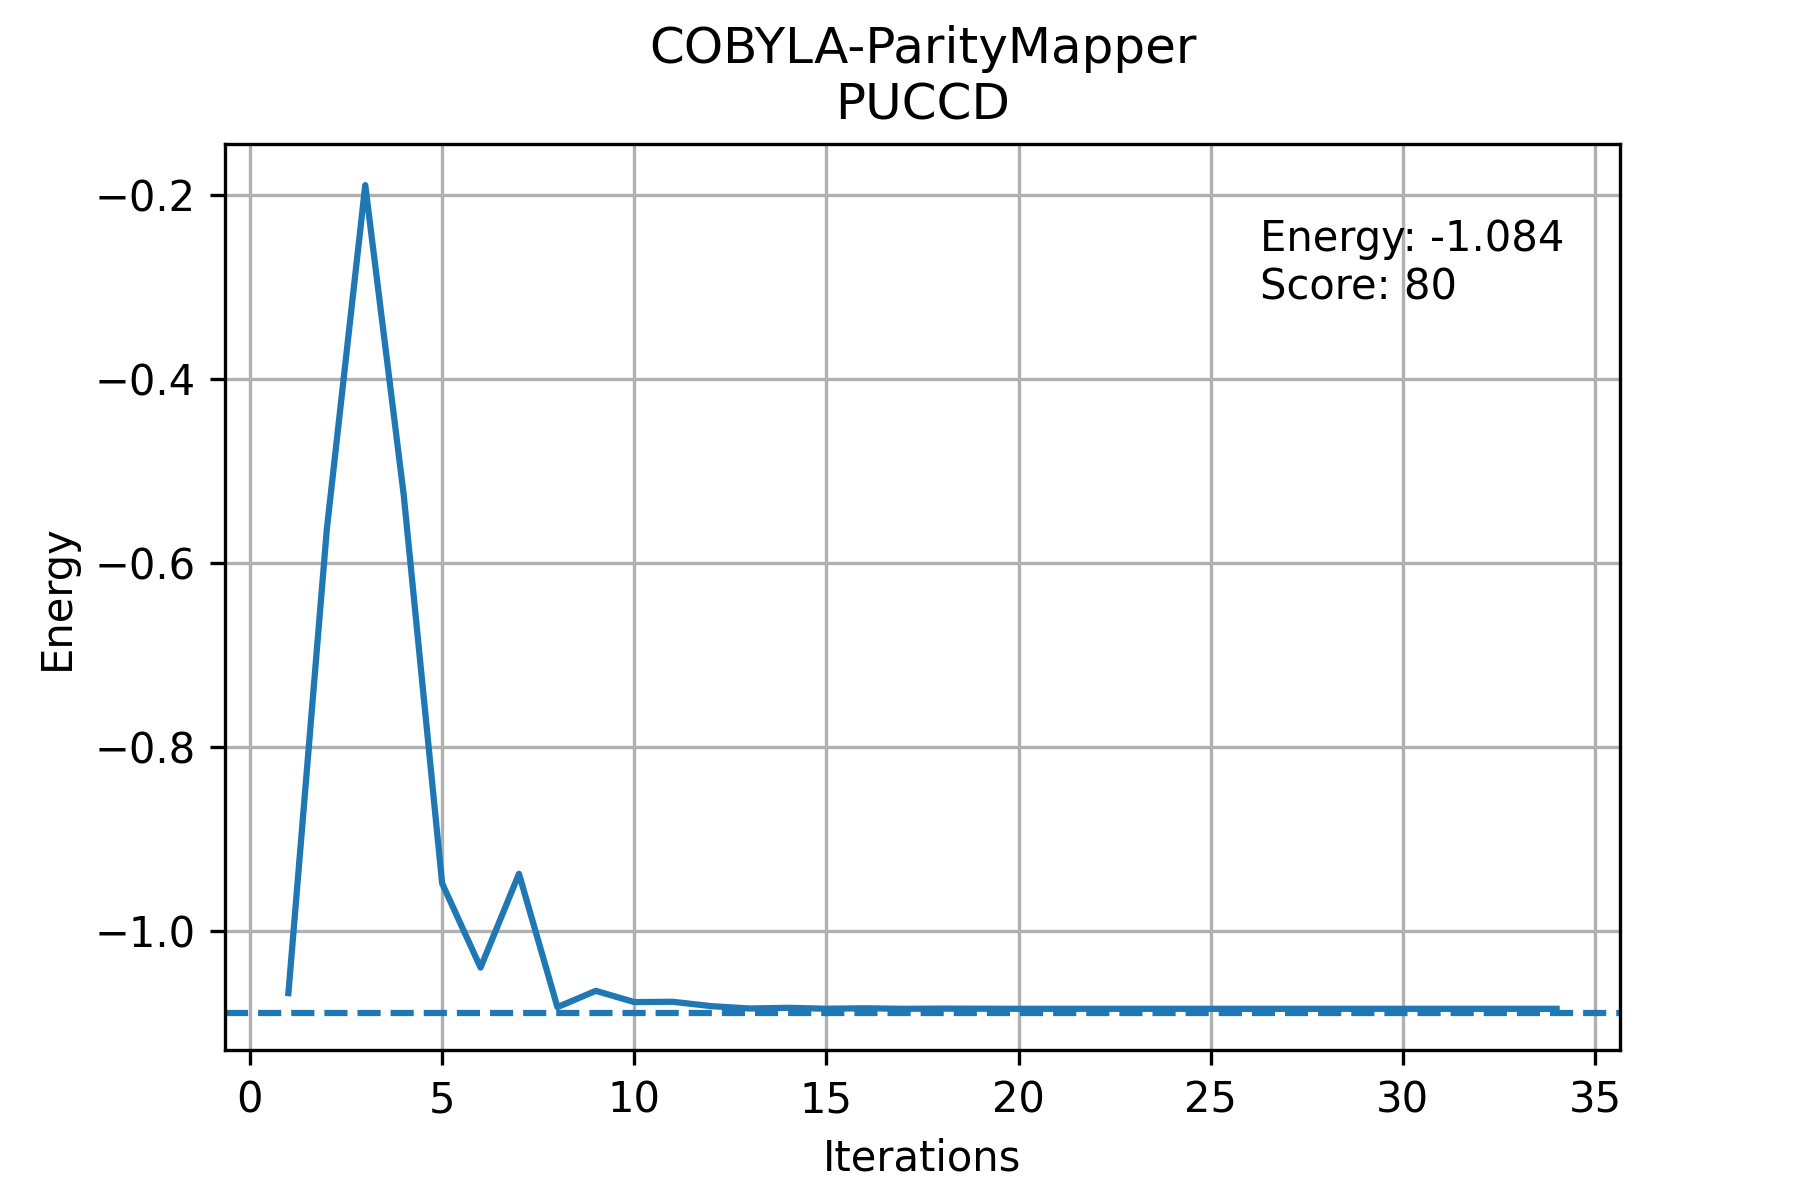 COBYLA-ParityMapper
PUCCD
Energy: -1.084
Score: 80
Energy
−0.2
−0.4
−0.6
−0.8
−1.0
0 5 10 15 20 25 30 35
Iterations